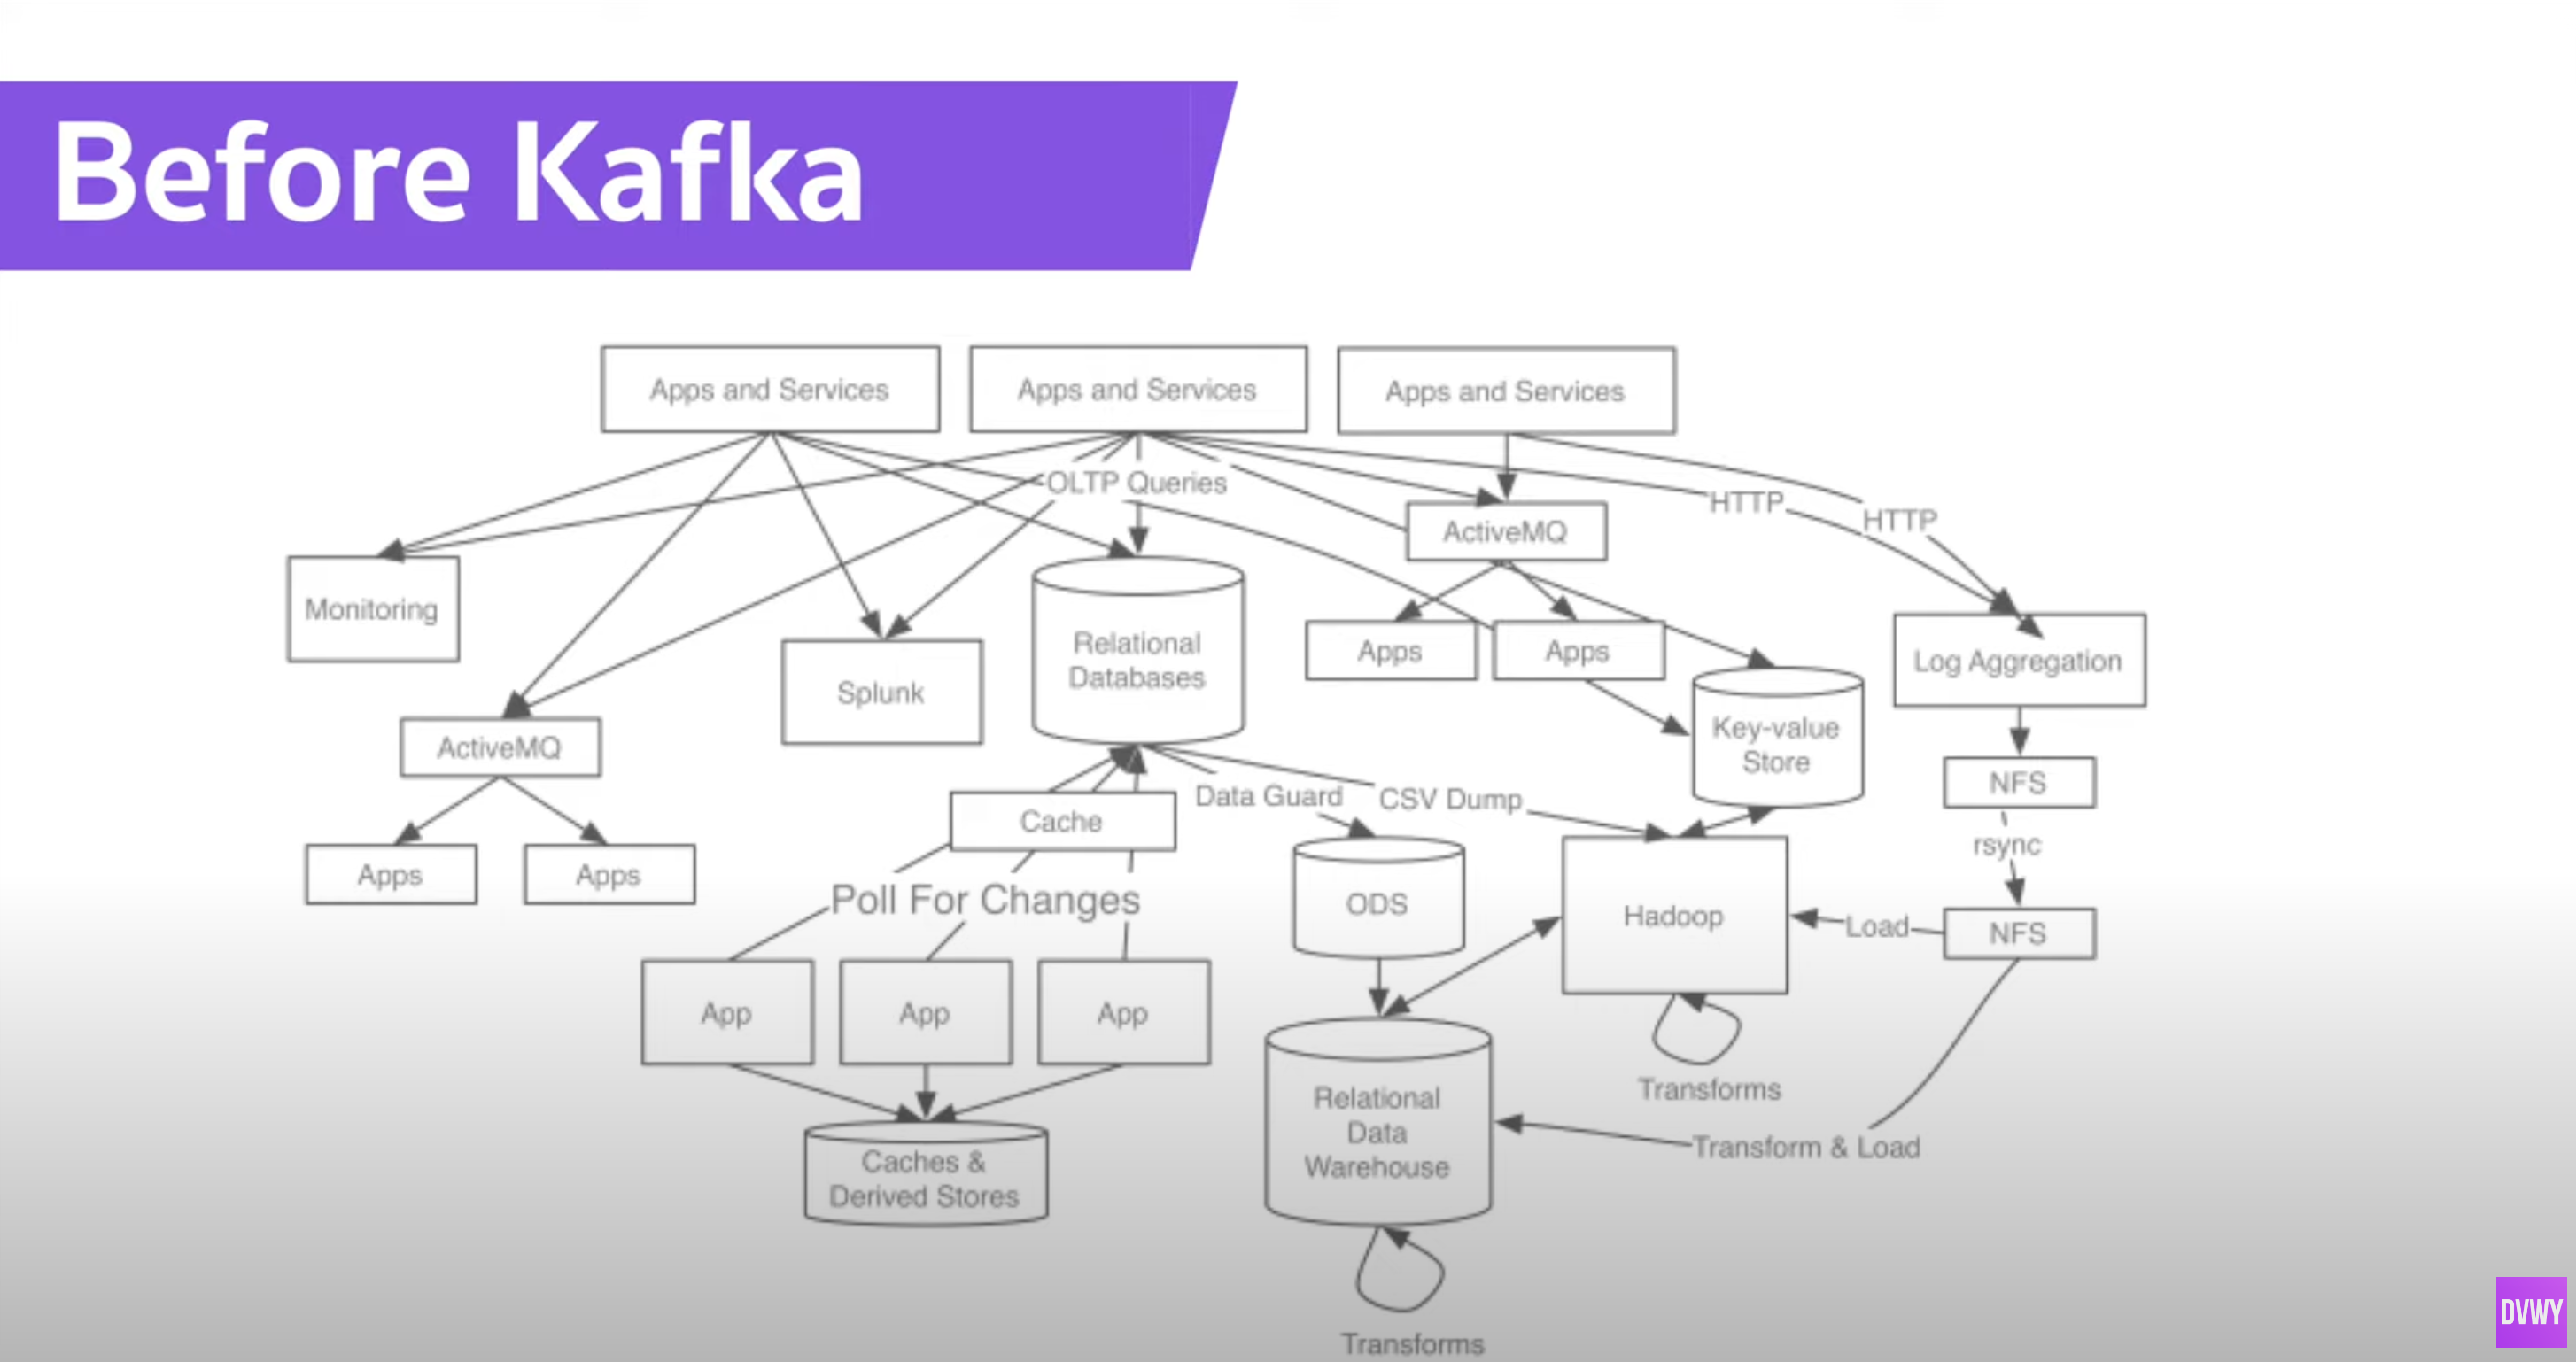 Before Kafka
Apps and Services
Apps and Services
Apps and Services
OLTP Queries
HTTP
HTTP
ActiveMQ
Monitoring
Relational
Databases
Splunk
Apps
Apps
Log Aggregation
Key-value
Store
ActiveMQ
NFS
Cache
Data Guard
CSV Dump
rsync
Apps
Apps
Poll For Changes
ODS
Hadoop
Load
NFS
App
App
App
Transforms
Relational
Data
Warehouse
Transform & Load
Caches &
Derived Stores
Transforms
DVWY